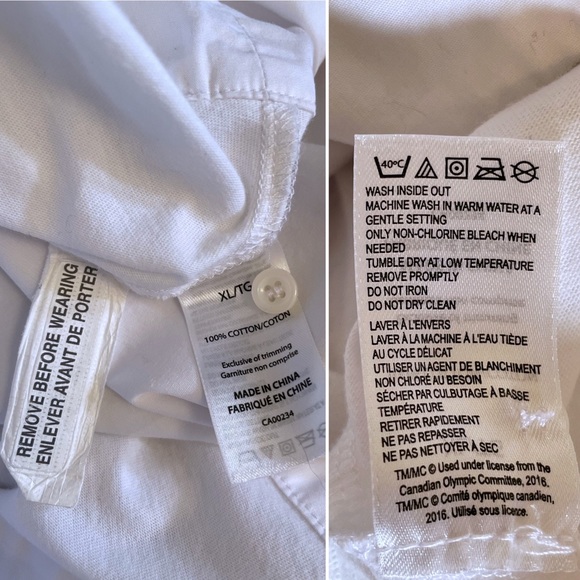 REMOVE BEFORE WEARING
ENLEVER AVANT DE PORTER
XL/TG
100% COTTON/COTON
Exclusive of trimming
Garniture non comprise
MADE IN CHINA
FABRIQUÉ EN CHINE
CA00234
40°C
WASH INSIDE OUT
MACHINE WASH IN WARM WATER AT A
GENTLE SETTING
ONLY NON-CHLORINE BLEACH WHEN
NEEDED
TUMBLE DRY AT LOW TEMPERATURE
REMOVE PROMPTLY
DO NOT IRON
DO NOT DRY CLEAN
LAVER À L'ENVERS
LAVER À LA MACHINE À L'EAU TIÈDE
AU CYCLE DÉLICAT
UTILISER UN AGENT DE BLANCHIMENT
NON CHLORÉ AU BESOIN
SÉCHER PAR CULBUTAGE À BASSE
TEMPÉRATURE
RETIRER RAPIDEMENT
NE PAS REPASSER
NE PAS NETTOYER À SEC
TM/MC © Used under license from the
Canadian Olympic Committee, 2016.
TM/MC © Comité olympique canadien,
2016. Utilisé sous licence.